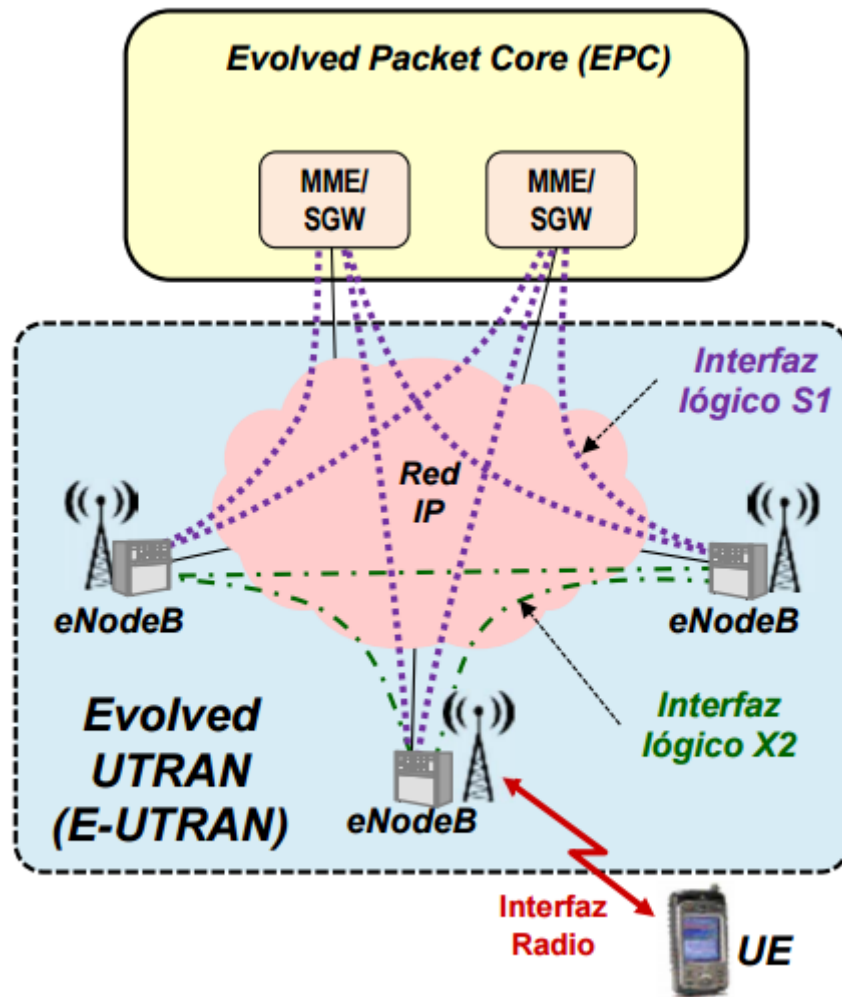 Evolved Packet Core (EPC)
MME/
SGW
MME/
SGW
Interfaz
lógico S1
Red
IP
eNodeB
eNodeB
Evolved
UTRAN
(E-UTRAN)
Interfaz
lógico X2
eNodeB
Interfaz
Radio
UE